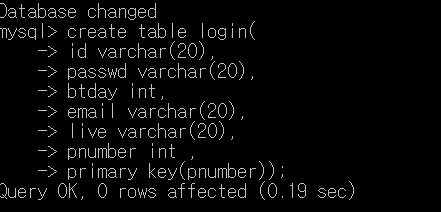 Database changed
mysql> create table login(
    -> id varchar(20),
    -> passwd varchar(20),
    -> btday int,
    -> email varchar(20),
    -> live varchar(20),
    -> pnumber int ,
    -> primary key(pnumber));
Query OK, 0 rows affected (0.19 sec)